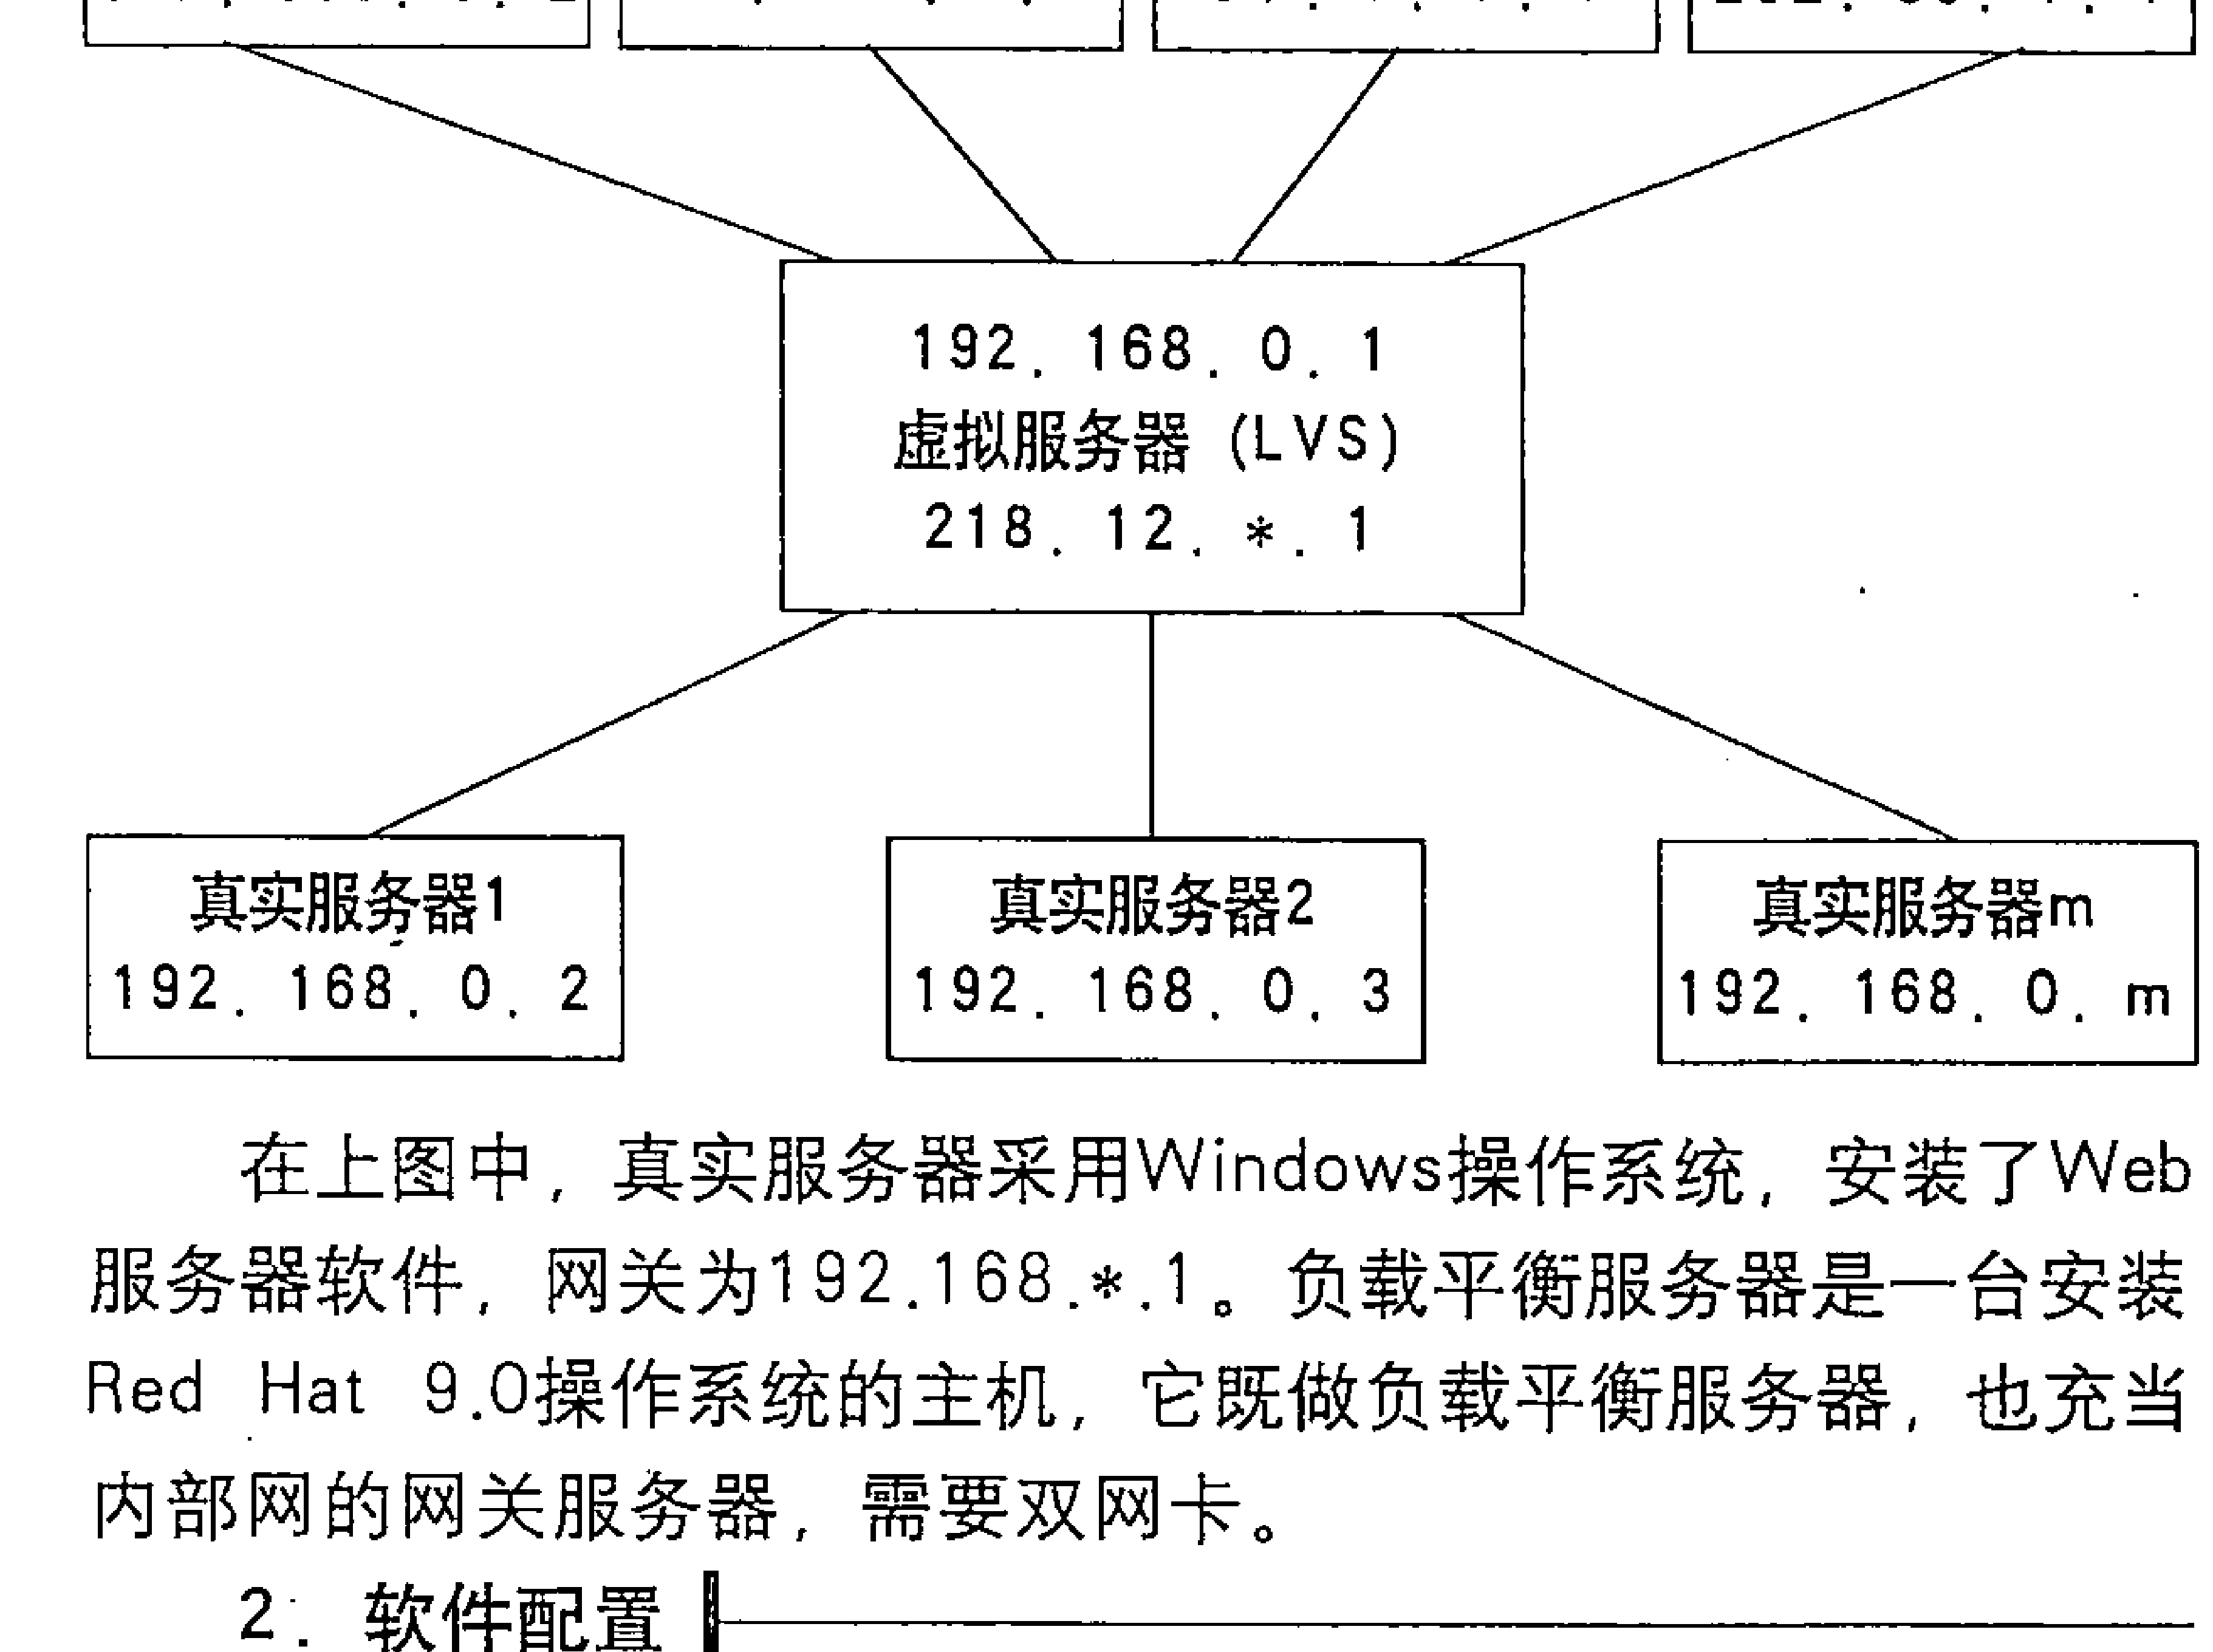 192. 168. 0. 1
虚拟服务器 (LVS)
218. 12. *. 1
真实服务器1 真实服务器2 真实服务器m
192. 168. 0. 2 192. 168. 0. 3 192. 168. 0. m
在上图中，真实服务器采用Windows操作系统，安装了Web
服务器软件，网关为192.168.*.1。负载平衡服务器是一台安装
Red Hat 9.0操作系统的主机，它既做负载平衡服务器，也充当
内部网的网关服务器，需要双网卡。
2. 软件配置